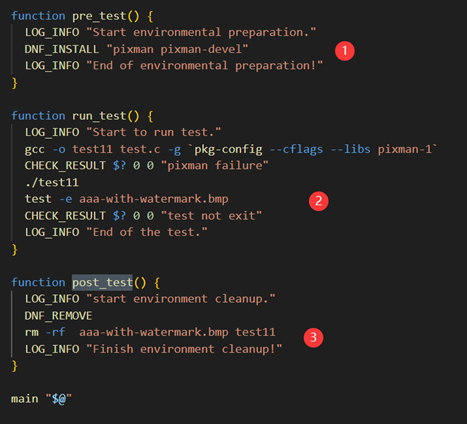 function pre_test() {
  LOG_INFO "Start environmental preparation."
  DNF_INSTALL "pixman pixman-devel"
  LOG_INFO "End of environmental preparation!"
}
1
function run_test() {
  LOG_INFO "Start to run test."
  gcc -o test11 test.c -g `pkg-config --cflags --libs pixman-1`
  CHECK_RESULT $? 0 0 "pixman failure"
  ./test11
  test -e aaa-with-watermark.bmp
  CHECK_RESULT $? 0 0 "test not exit"
  LOG_INFO "End of the test."
}
2
function post_test() {
  LOG_INFO "start environment cleanup."
  DNF_REMOVE
  rm -rf  aaa-with-watermark.bmp test11
  LOG_INFO "Finish environment cleanup!"
}
3
main "$@"